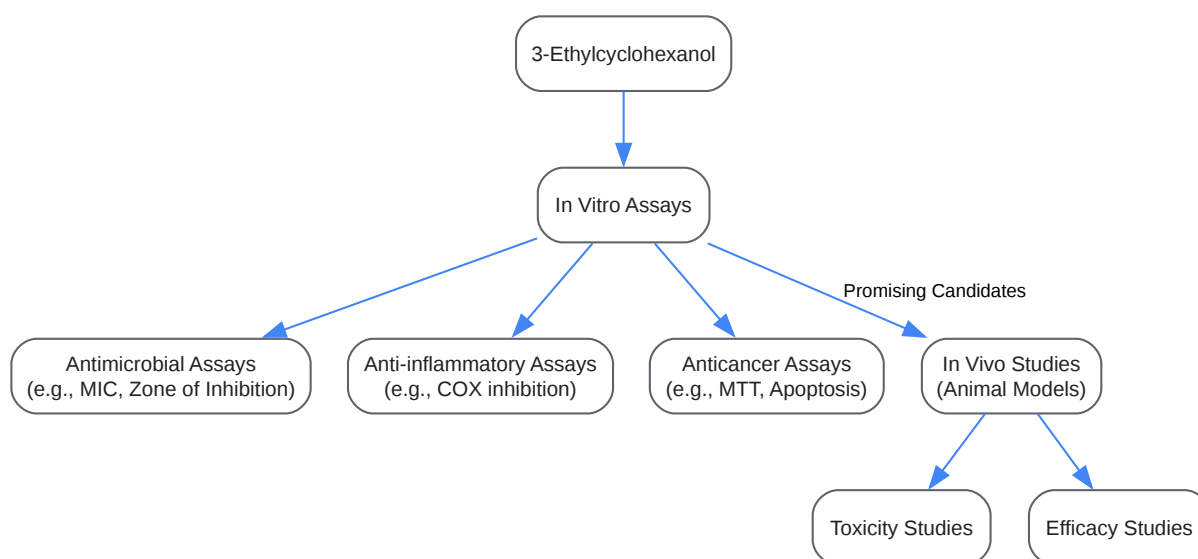 3-Ethylcyclohexanol
In Vitro Assays
Promising Candidates
Antimicrobial Assays
(e.g., MIC, Zone of Inhibition)
Anti-inflammatory Assays
(e.g., COX inhibition)
Anticancer Assays
(e.g., MTT, Apoptosis)
In Vivo Studies
(Animal Models)
Toxicity Studies
Efficacy Studies